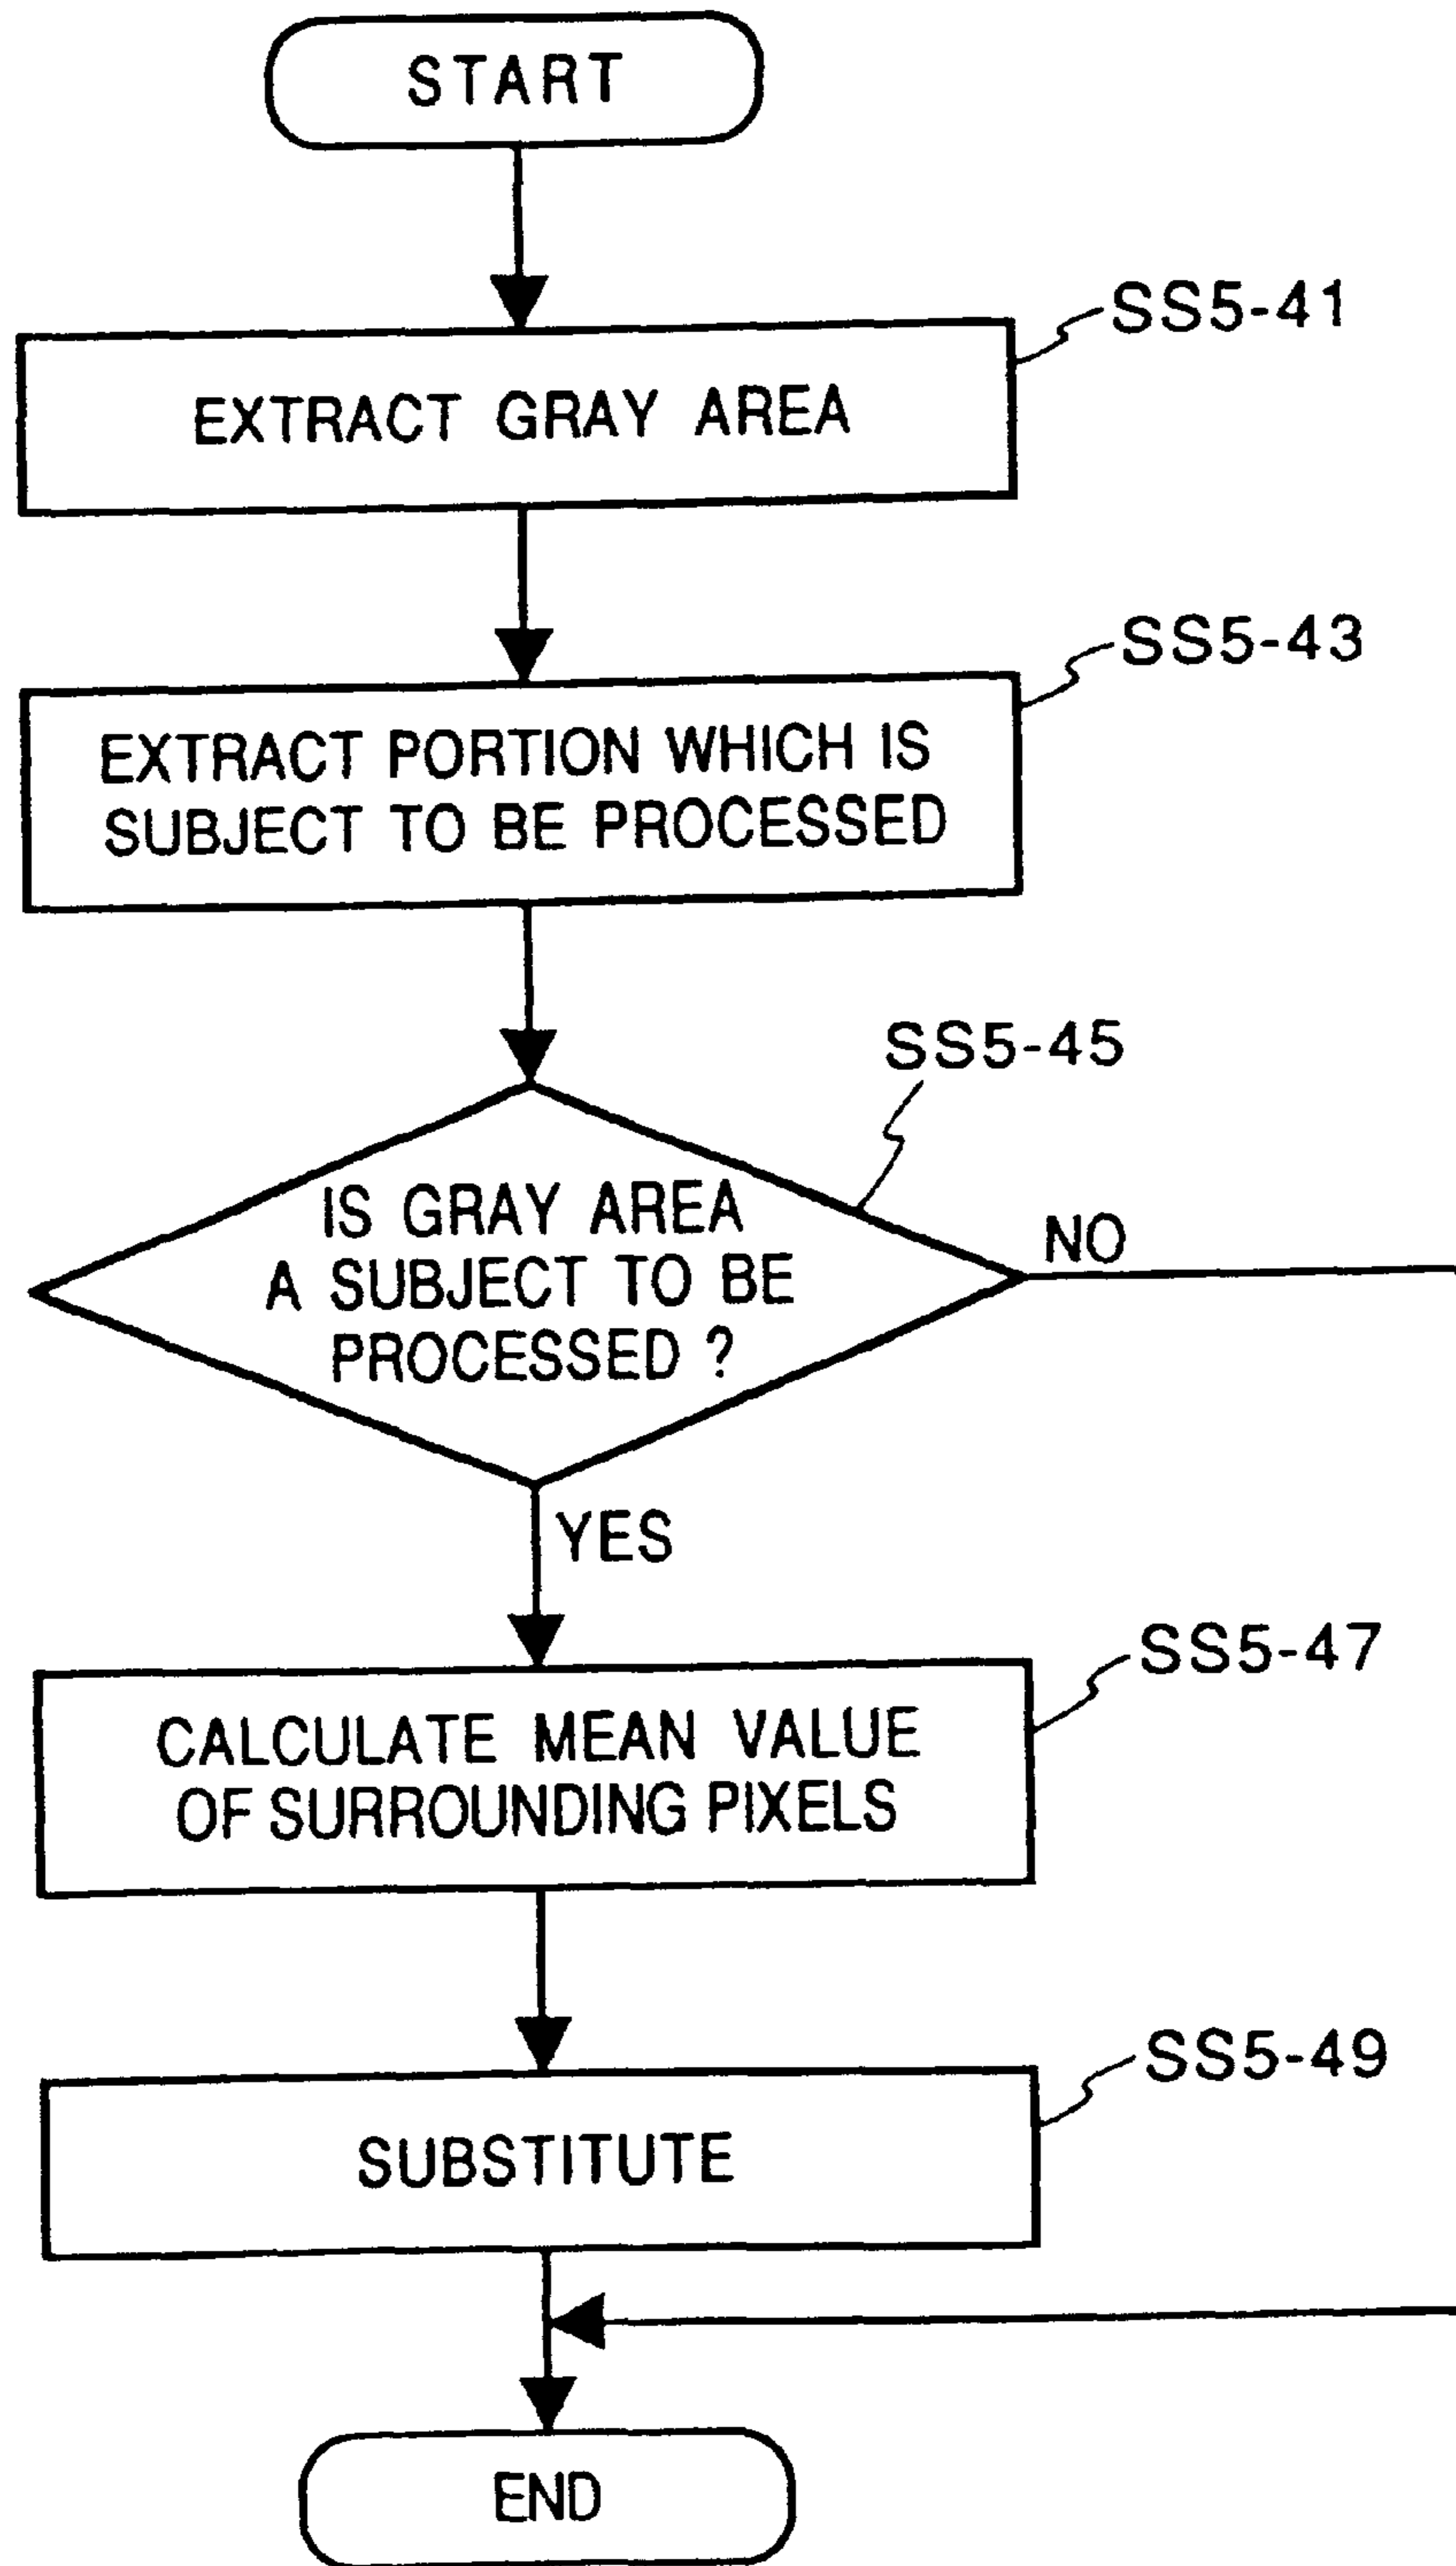 START
SS5-41
EXTRACT GRAY AREA
SS5-43
EXTRACT PORTION WHICH IS
SUBJECT TO BE PROCESSED
SS5-45
IS GRAY AREA
A SUBJECT TO BE
PROCESSED ?
NO
YES
SS5-47
CALCULATE MEAN VALUE
OF SURROUNDING PIXELS
SS5-49
SUBSTITUTE
END